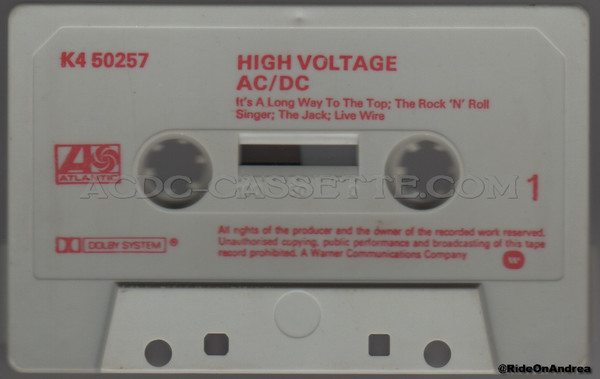 K4 50257
HIGH VOLTAGE
AC/DC
It's A Long Way To The Top; The Rock 'N' Roll
Singer; The Jack; Live Wire
ATLANTIC
ACDC-CASSETTE.COM
1
DOLBY SYSTEM ®
All rights of the producer and the owner of the recorded work reserved.
Unauthorised copying, public performance and broadcasting of this tape
record prohibited. A Warner Communications Company
@RideOnAndrea